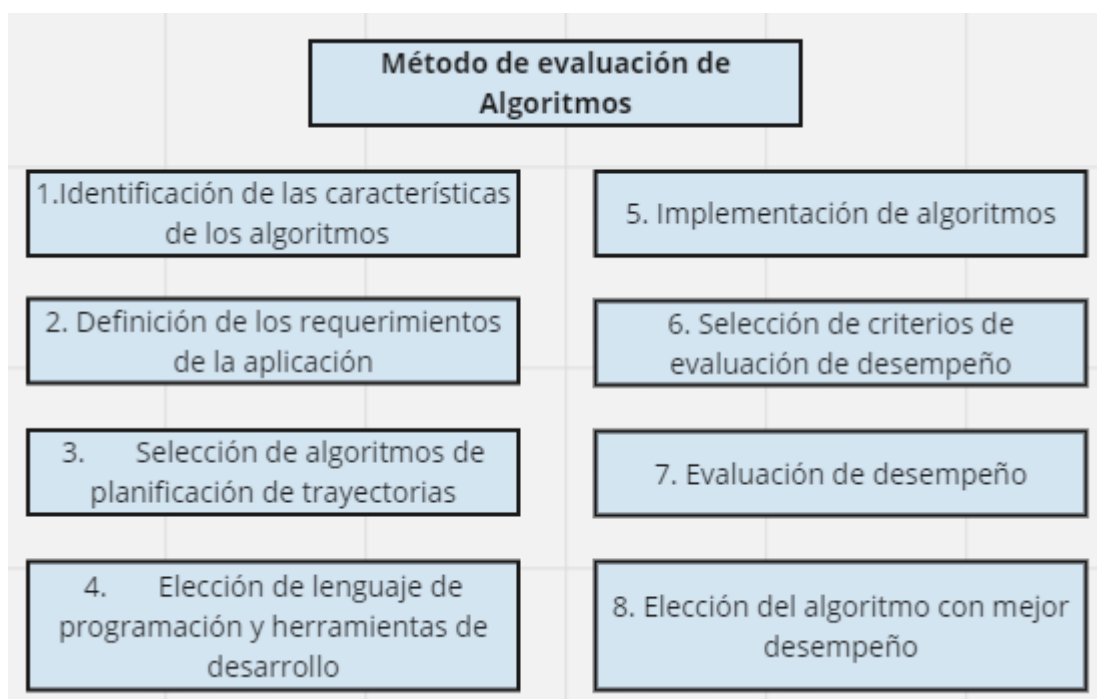 Método de evaluación de
Algoritmos
1.Identificación de las características
de los algoritmos
2. Definición de los requerimientos
de la aplicación
3. Selección de algoritmos de
planificación de trayectorias
4. Elección de lenguaje de
programación y herramientas de
desarrollo
5. Implementación de algoritmos
6. Selección de criterios de
evaluación de desempeño
7. Evaluación de desempeño
8. Elección del algoritmo con mejor
desempeño